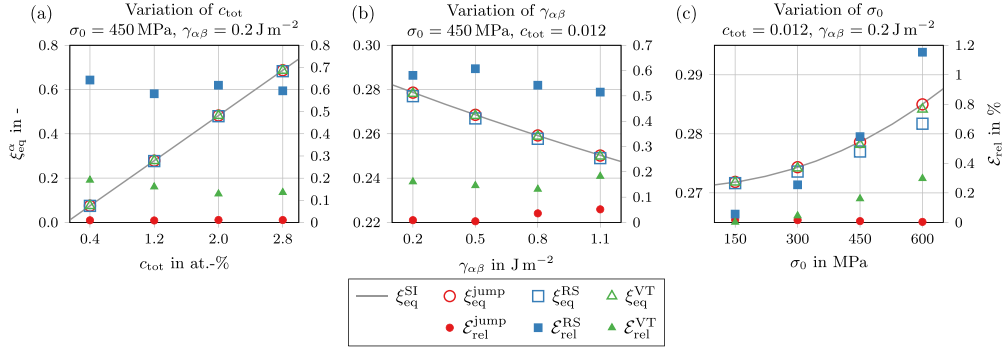 (a) Variation of c_tot
σ₀ = 450 MPa, γ_αβ = 0.2 J m⁻²
0.8
0.6
0.4
0.2
0.0
0.8
0.7
0.6
0.5
0.4
0.3
0.2
0.1
0
0.4 1.2 2.0 2.8
c_tot in at.-%
ξ^α_eq in -
(b) Variation of γ_αβ
σ₀ = 450 MPa, c_tot = 0.012
0.30
0.28
0.26
0.24
0.22
0.7
0.6
0.5
0.4
0.3
0.2
0.1
0
0.2 0.5 0.8 1.1
γ_αβ in J m⁻²
(c) Variation of σ₀
c_tot = 0.012, γ_αβ = 0.2 J m⁻²
0.29
0.28
0.27
1.2
1
0.8
0.6
0.4
0.2
0
150 300 450 600
σ₀ in MPa
ℰ_rel in %
ξ^SI_eq ξ^jump_eq ξ^RS_eq ξ^VT_eq
ℰ^jump_rel ℰ^RS_rel ℰ^VT_rel